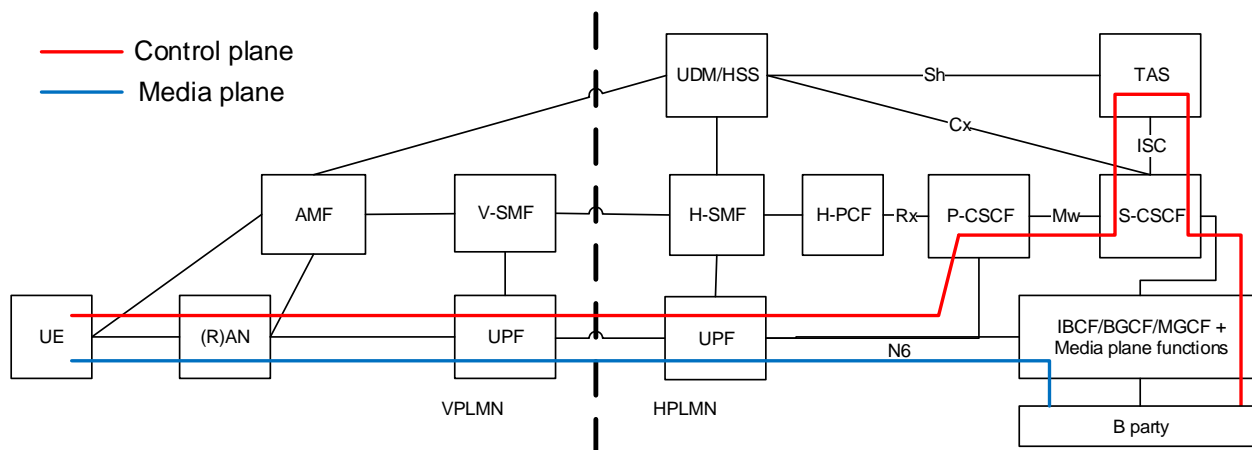 Control plane
Media plane
UDM/HSS
Sh
TAS
Cx
ISC
AMF
V-SMF
H-SMF
H-PCF
Rx
P-CSCF
Mw
S-CSCF
UE
(R)AN
UPF
UPF
N6
IBCF/BGCF/MGCF +
Media plane functions
VPLMN
HPLMN
B party